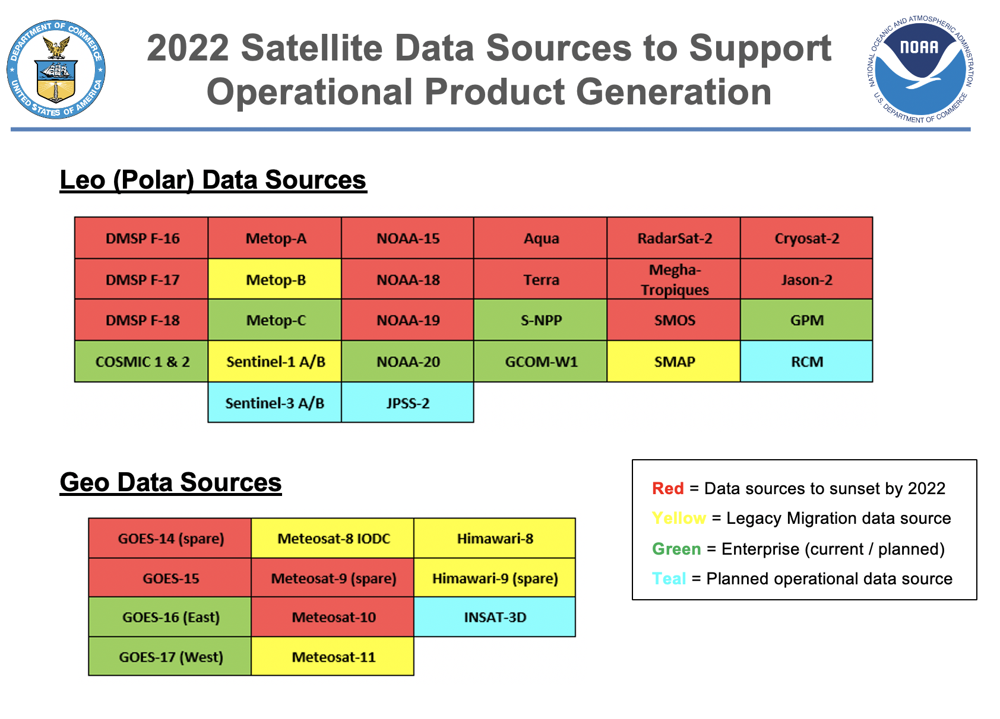 DEPARTMENT OF COMMERCE
UNITED STATES OF AMERICA
2022 Satellite Data Sources to Support
Operational Product Generation
NATIONAL OCEANIC AND ATMOSPHERIC ADMINISTRATION
NOAA
U.S. DEPARTMENT OF COMMERCE
Leo (Polar) Data Sources
DMSP F-16 Metop-A NOAA-15 Aqua RadarSat-2 Cryosat-2
DMSP F-17 Metop-B NOAA-18 Terra Megha-
Tropiques Jason-2
DMSP F-18 Metop-C NOAA-19 S-NPP SMOS GPM
COSMIC 1 & 2 Sentinel-1 A/B NOAA-20 GCOM-W1 SMAP RCM
Sentinel-3 A/B JPSS-2
Geo Data Sources
GOES-14 (spare) Meteosat-8 IODC Himawari-8
GOES-15 Meteosat-9 (spare) Himawari-9 (spare)
GOES-16 (East) Meteosat-10 INSAT-3D
GOES-17 (West) Meteosat-11
Red = Data sources to sunset by 2022
Yellow = Legacy Migration data source
Green = Enterprise (current / planned)
Teal = Planned operational data source